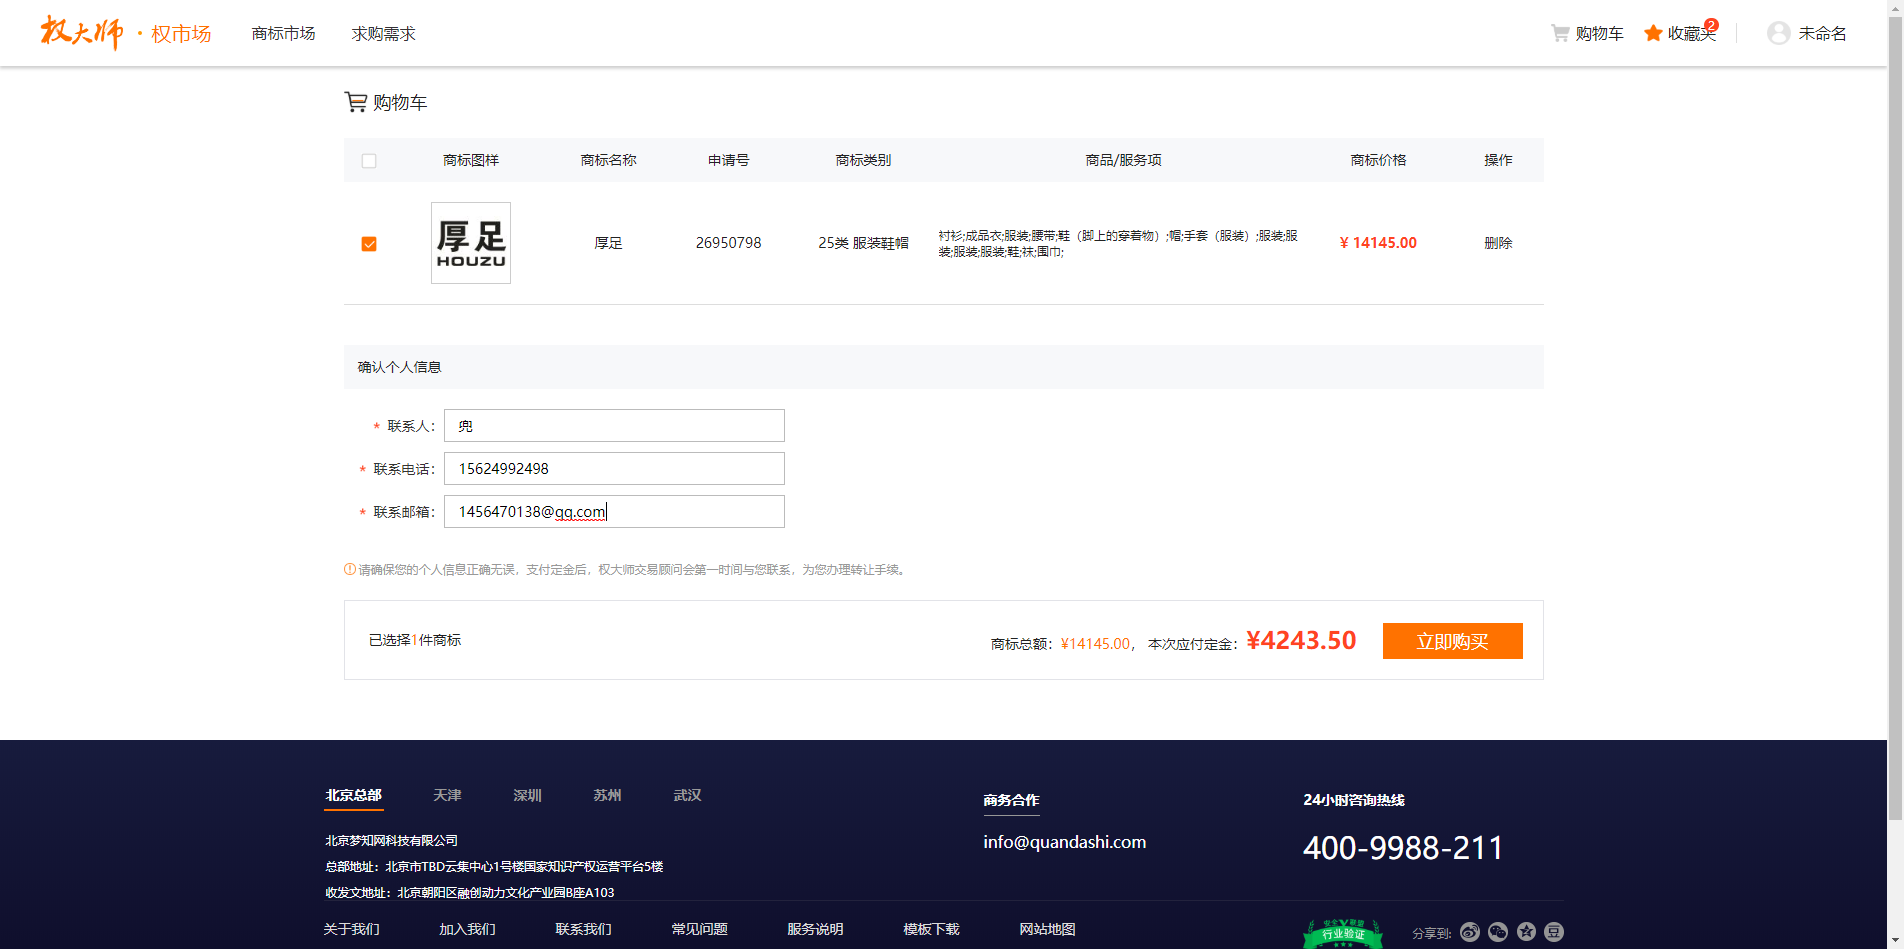 权大师 · 权市场 商标市场 求购需求 购物车 收藏夹 2 未命名
购物车
商标图样 商标名称 申请号 商标类别 商品/服务项 商标价格 操作
厚足
HOUZU
厚足 26950798 25类 服装鞋帽
衬衫;成品衣;服装;腰带;鞋（脚上的穿着物）;帽;手套（服装）;服装;服
装;服装;服装;鞋;袜;围巾;
¥ 14145.00 删除
确认个人信息
* 联系人： 兜
* 联系电话： 15624992498
* 联系邮箱： 1456470138@qq.com
请确保您的个人信息正确无误，支付定金后，权大师交易顾问会第一时间与您联系，为您办理转让手续。
已选择1件商标 商标总额：¥14145.00， 本次应付定金：¥4243.50 立即购买
北京总部 天津 深圳 苏州 武汉
北京梦知网科技有限公司
总部地址：北京市TBD云集中心1号楼国家知识产权运营平台5楼
收发文地址：北京朝阳区融创动力文化产业园B座A103
商务合作
info@quandashi.com
24小时咨询热线
400-9988-211
关于我们 加入我们 联系我们 常见问题 服务说明 模板下载 网站地图
行业验证
分享到:
豆